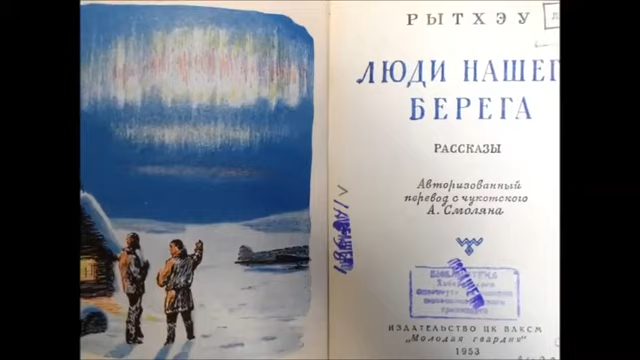 РЫТХЭУ
ЛЮДИ НАШЕГ
БЕРЕГА
РАССКАЗЫ
Авторизованный
перевод с чукотского
А. Смоляна
ИЗДАТЕЛЬСТВО ЦК ВЛКСМ
„Молодая гвардия"
1953